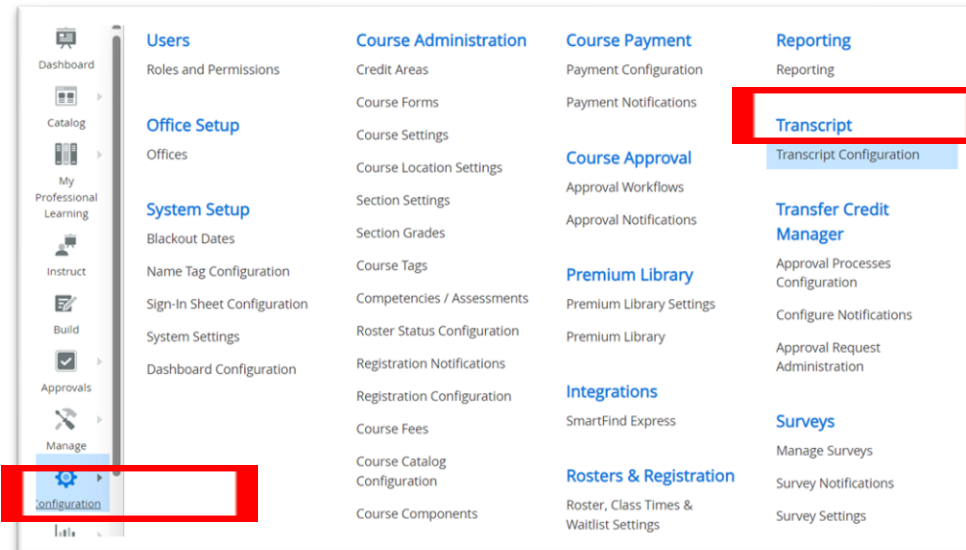 Dashboard
Catalog
My
Professional
Learning
Instruct
Build
Approvals
Manage
onfiguration
Users
Roles and Permissions
Office Setup
Offices
System Setup
Blackout Dates
Name Tag Configuration
Sign-In Sheet Configuration
System Settings
Dashboard Configuration
Course Administration
Credit Areas
Course Forms
Course Settings
Course Location Settings
Section Settings
Section Grades
Course Tags
Competencies / Assessments
Roster Status Configuration
Registration Notifications
Registration Configuration
Course Fees
Course Catalog
Configuration
Course Components
Course Payment
Payment Configuration
Payment Notifications
Course Approval
Approval Workflows
Approval Notifications
Premium Library
Premium Library Settings
Premium Library
Integrations
SmartFind Express
Rosters & Registration
Roster, Class Times &
Waitlist Settings
Reporting
Reporting
Transcript
Transcript Configuration
Transfer Credit
Manager
Approval Processes
Configuration
Configure Notifications
Approval Request
Administration
Surveys
Manage Surveys
Survey Notifications
Survey Settings